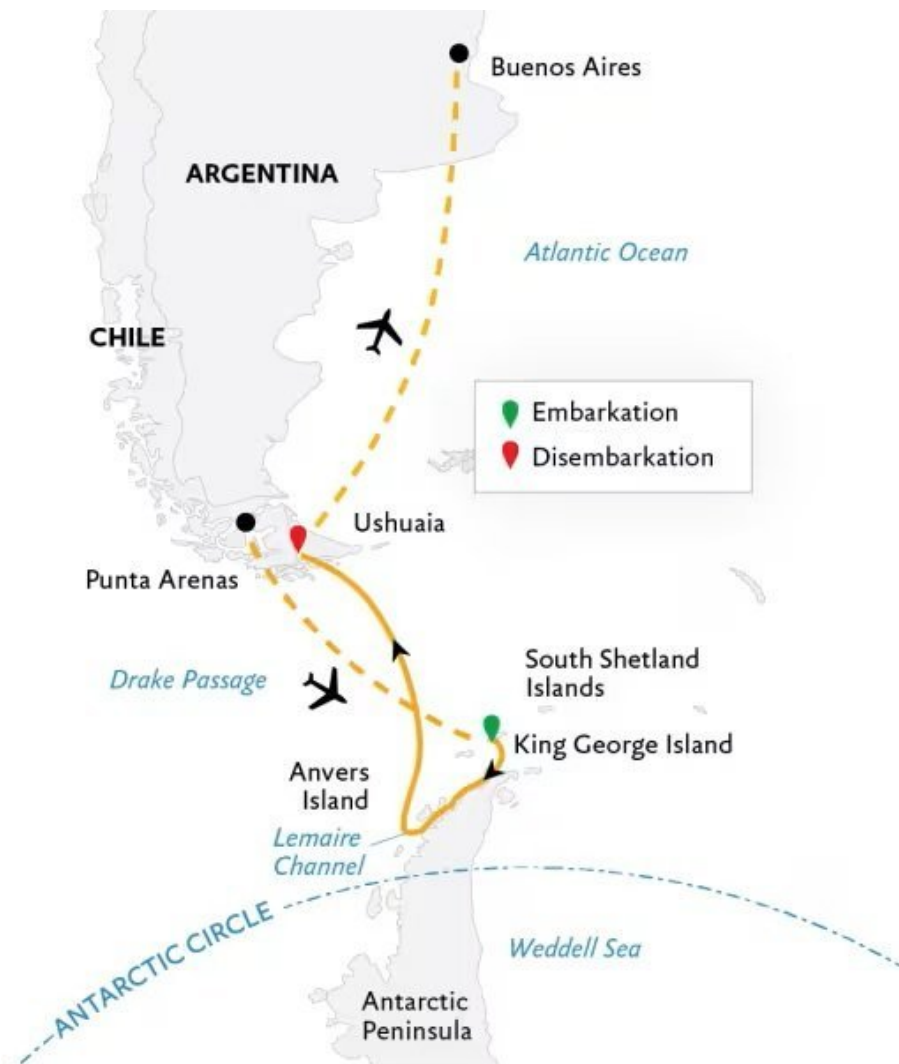 Buenos Aires
ARGENTINA
Atlantic Ocean
CHILE
Embarkation
Disembarkation
Ushuaia
Punta Arenas
South Shetland
Islands
Drake Passage
King George Island
Anvers
Island
Lemaire
Channel
ANTARCTIC CIRCLE
Weddell Sea
Antarctic
Peninsula